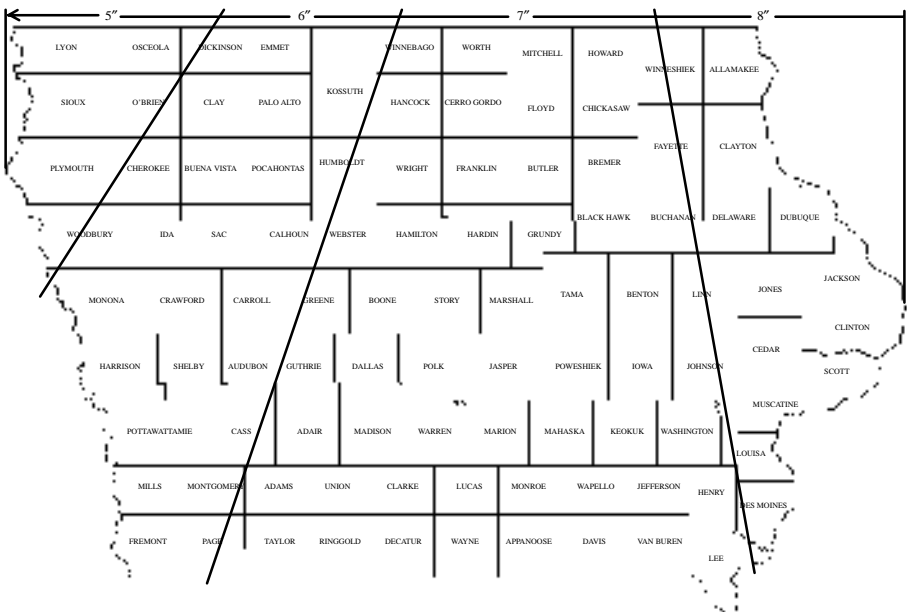 5″ 6″ 7″ 8″
LYON OSCEOLA DICKINSON EMMET WINNEBAGO WORTH MITCHELL HOWARD
WINNESHIEK ALLAMAKEE
KOSSUTH
SIOUX O'BRIEN CLAY PALO ALTO HANCOCK CERRO GORDO FLOYD CHICKASAW
FAYETTE CLAYTON
PLYMOUTH CHEROKEE BUENA VISTA POCAHONTAS HUMBOLDT WRIGHT FRANKLIN BUTLER BREMER
BLACK HAWK BUCHANAN DELAWARE DUBUQUE
WOODBURY IDA SAC CALHOUN WEBSTER HAMILTON HARDIN GRUNDY
JONES JACKSON
MONONA CRAWFORD CARROLL GREENE BOONE STORY MARSHALL TAMA BENTON LINN
CLINTON
CEDAR
HARRISON SHELBY AUDUBON GUTHRIE DALLAS POLK JASPER POWESHIEK IOWA JOHNSON SCOTT
MUSCATINE
POTTAWATTAMIE CASS ADAIR MADISON WARREN MARION MAHASKA KEOKUK WASHINGTON
LOUISA
MILLS MONTGOMERY ADAMS UNION CLARKE LUCAS MONROE WAPELLO JEFFERSON HENRY
DES MOINES
FREMONT PAGE TAYLOR RINGGOLD DECATUR WAYNE APPANOOSE DAVIS VAN BUREN
LEE